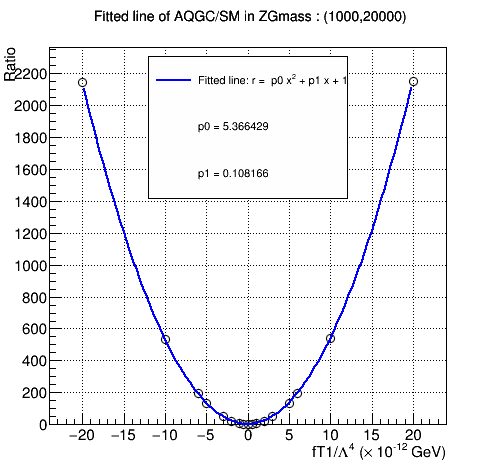 Fitted line of AQGC/SM in ZGmass : (1000,20000)
Ratio
2200
2000
1800
1600
1400
1200
1000
800
600
400
200
0
Fitted line: r = p0 x² + p1 x + 1
p0 = 5.366429
p1 = 0.108166
−20 −15 −10 −5 0 5 10 15 20
fT1/Λ⁴ (× 10⁻¹² GeV)